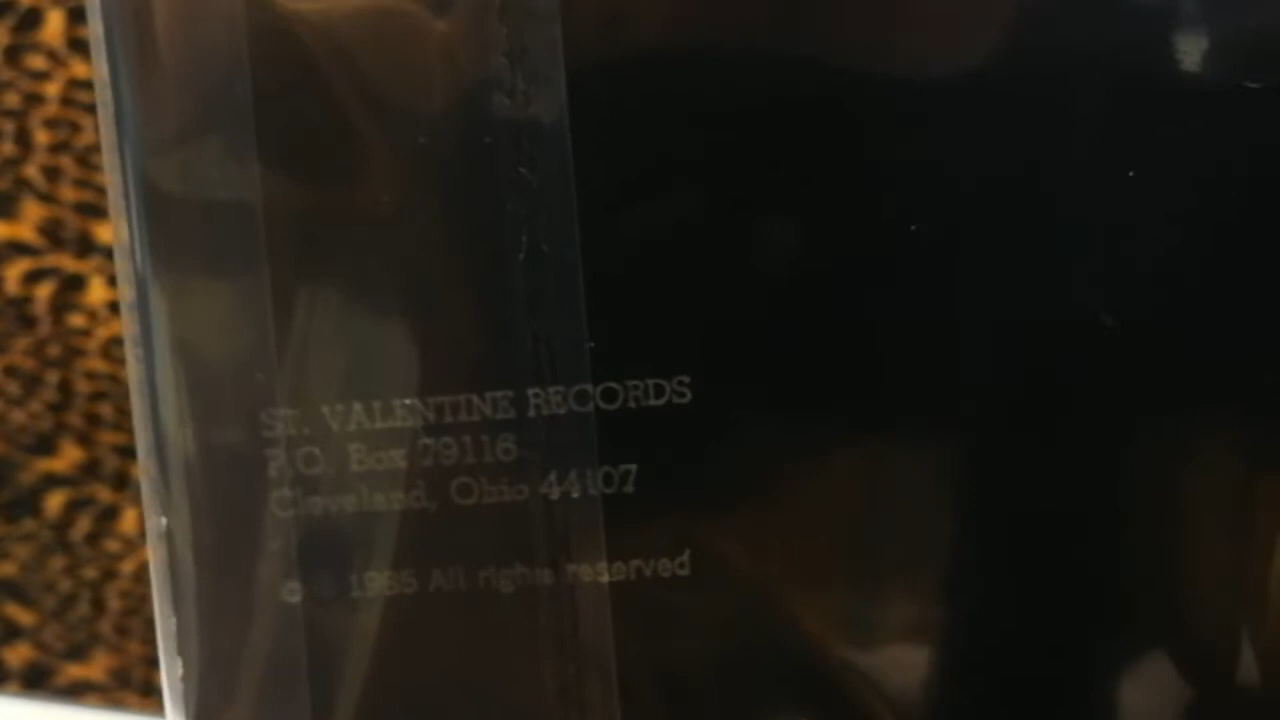 ST. VALENTINE RECORDS
P.O. Box 79116
Cleveland, Ohio 44107
© 1985 All rights reserved